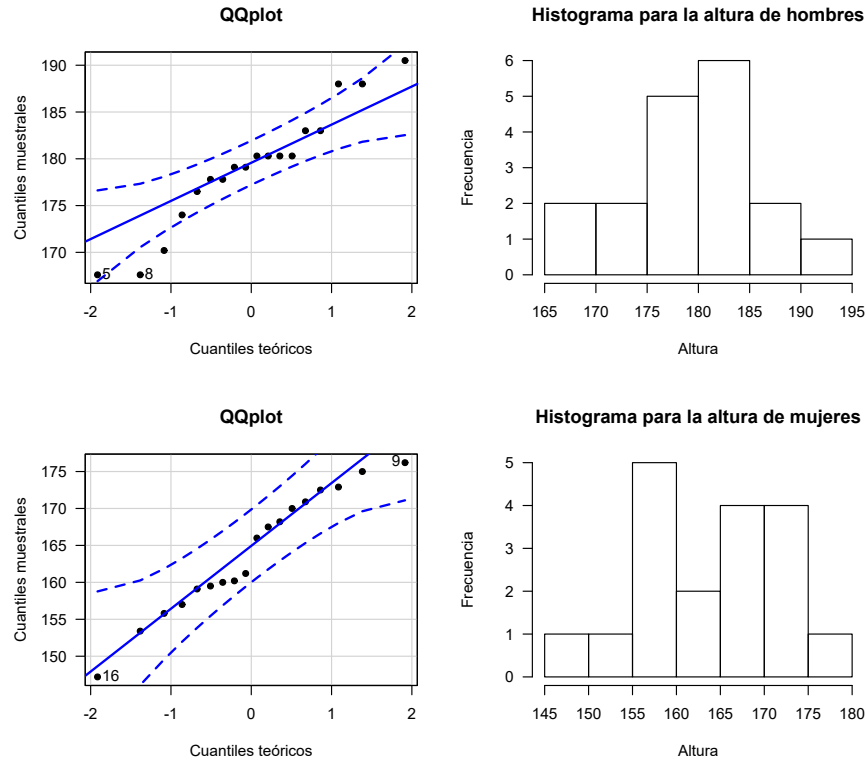 QQplot
Cuantiles muestrales
190
185
180
175
170
5
8
-2 -1 0 1 2
Cuantiles teóricos
Histograma para la altura de hombres
Frecuencia
6
5
4
3
2
1
0
165 170 175 180 185 190 195
Altura
QQplot
Cuantiles muestrales
175
170
165
160
155
150
9
16
-2 -1 0 1 2
Cuantiles teóricos
Histograma para la altura de mujeres
Frecuencia
5
4
3
2
1
0
145 150 155 160 165 170 175 180
Altura